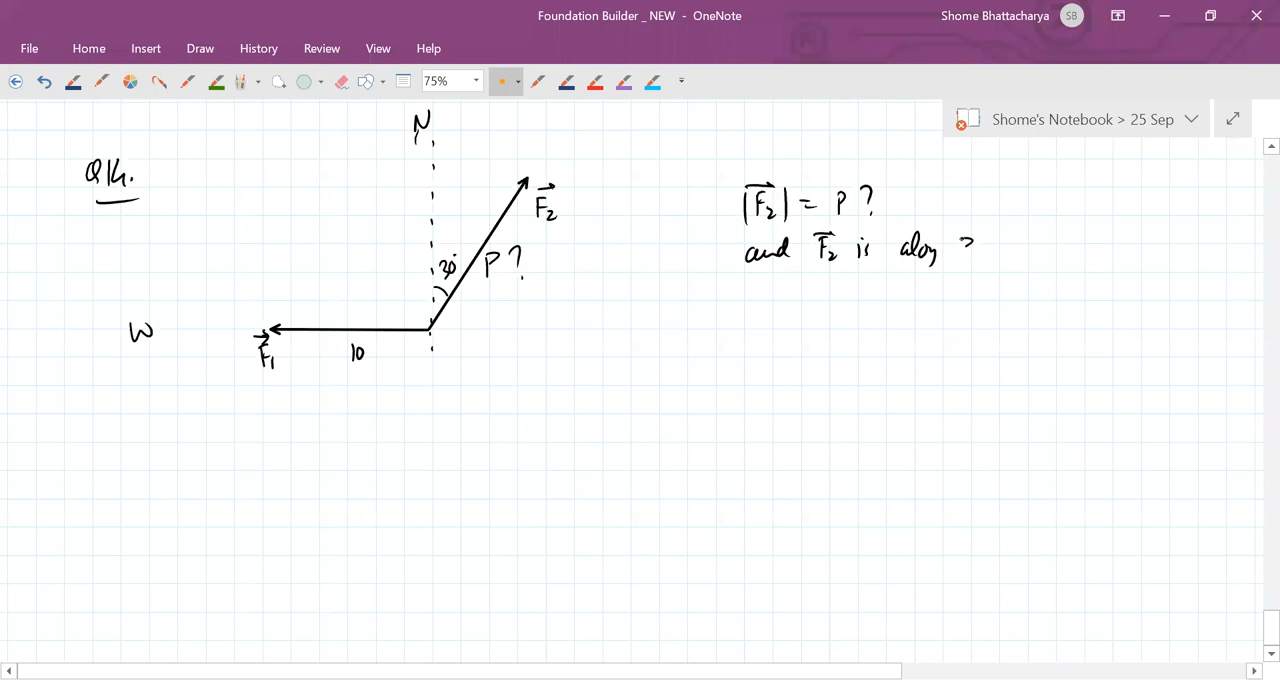 Foundation Builder _ NEW - OneNote
Shome Bhattacharya
SB
File Home Insert Draw History Review View Help
75%
Shome's Notebook > 25 Sep
N
Q14.
F₂
|F₂| = P ?
and F₂ is along
30°
P ?
W
F₁
10